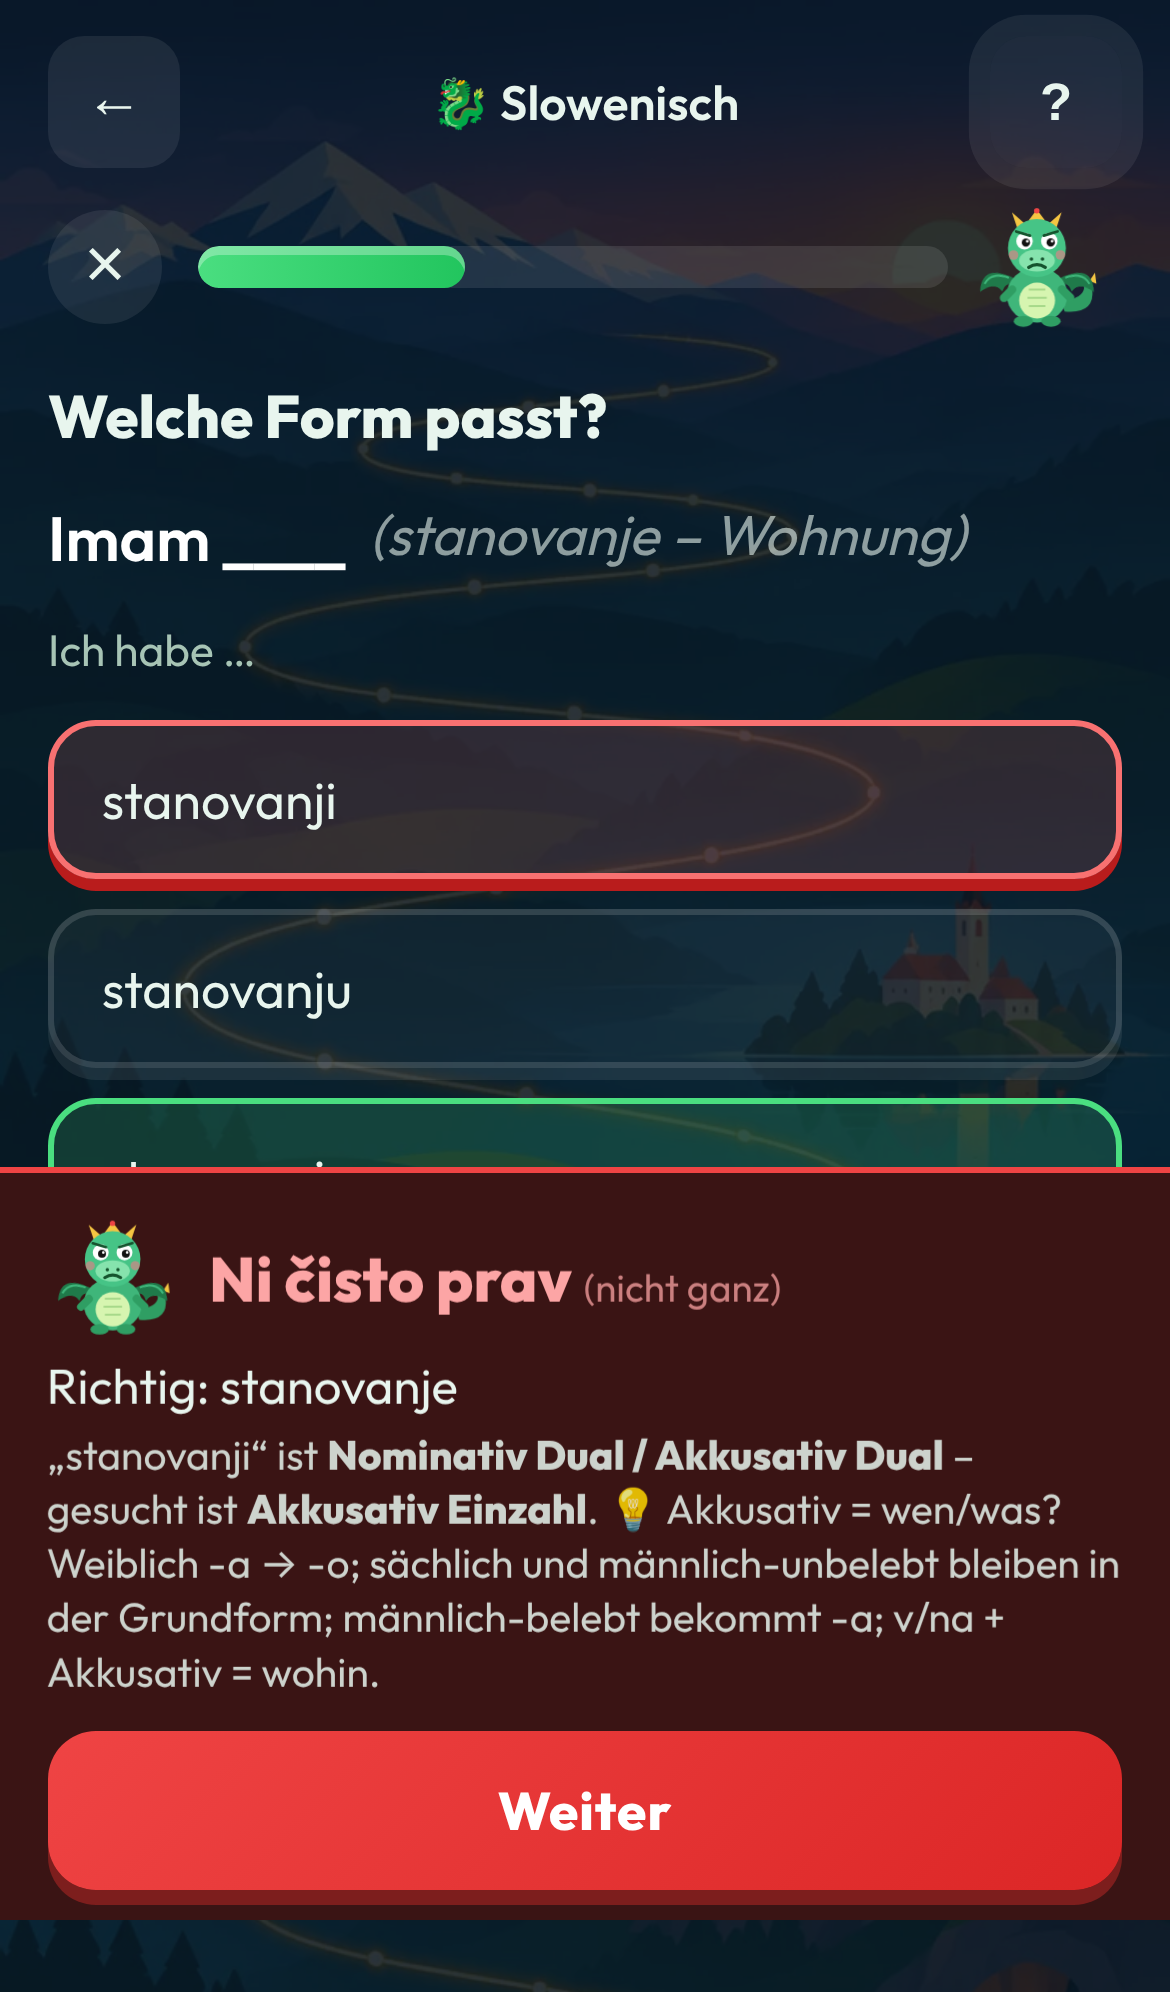 ←
🐉 Slowenisch
?
✕
Welche Form passt?
Imam ____ (stanovanje – Wohnung)
Ich habe ...
stanovanji
stanovanju
Ni čisto prav (nicht ganz)
Richtig: stanovanje
„stanovanji“ ist Nominativ Dual / Akkusativ Dual –
gesucht ist Akkusativ Einzahl. 💡 Akkusativ = wen/was?
Weiblich -a → -o; sächlich und männlich-unbelebt bleiben in
der Grundform; männlich-belebt bekommt -a; v/na +
Akkusativ = wohin.
Weiter